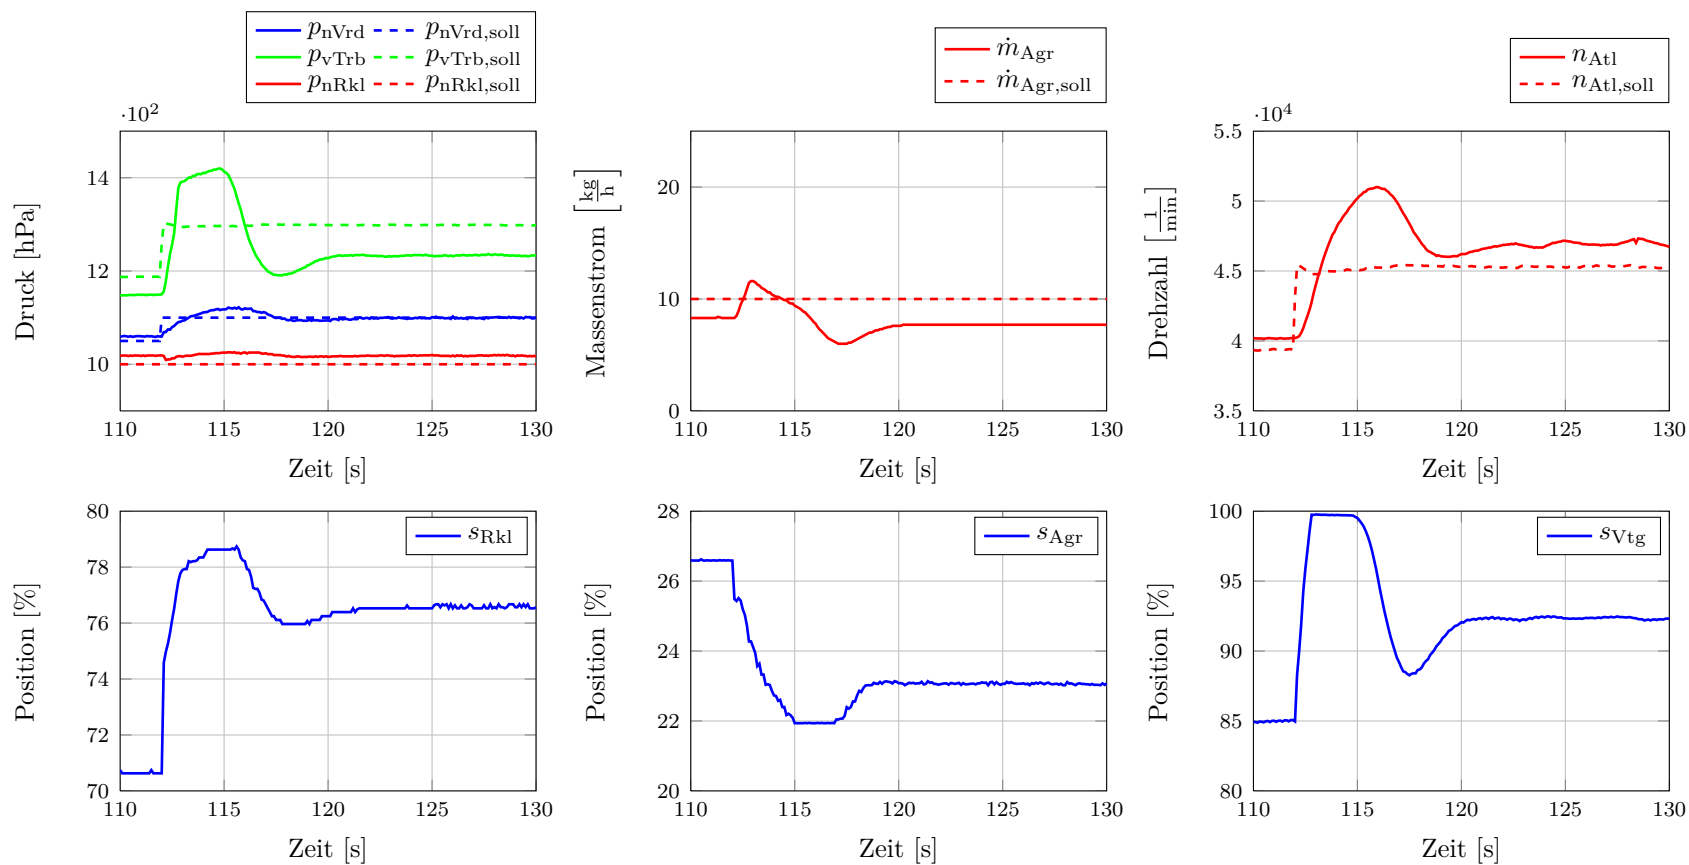 p_nVrd p_nVrd,soll
p_vTrb p_vTrb,soll
p_nRkl p_nRkl,soll
·10²
14
12
10
110 115 120 125 130
Druck [hPa]
Zeit [s]
ṁ_Agr
ṁ_Agr,soll
20
10
0
110 115 120 125 130
Massenstrom [kg/h]
Zeit [s]
n_Atl
n_Atl,soll
·10⁴
5.5
5
4.5
4
3.5
110 115 120 125 130
Drehzahl [1/min]
Zeit [s]
s_Rkl
80
78
76
74
72
70
110 115 120 125 130
Position [%]
Zeit [s]
s_Agr
28
26
24
22
20
110 115 120 125 130
Position [%]
Zeit [s]
s_Vtg
100
95
90
85
80
110 115 120 125 130
Position [%]
Zeit [s]